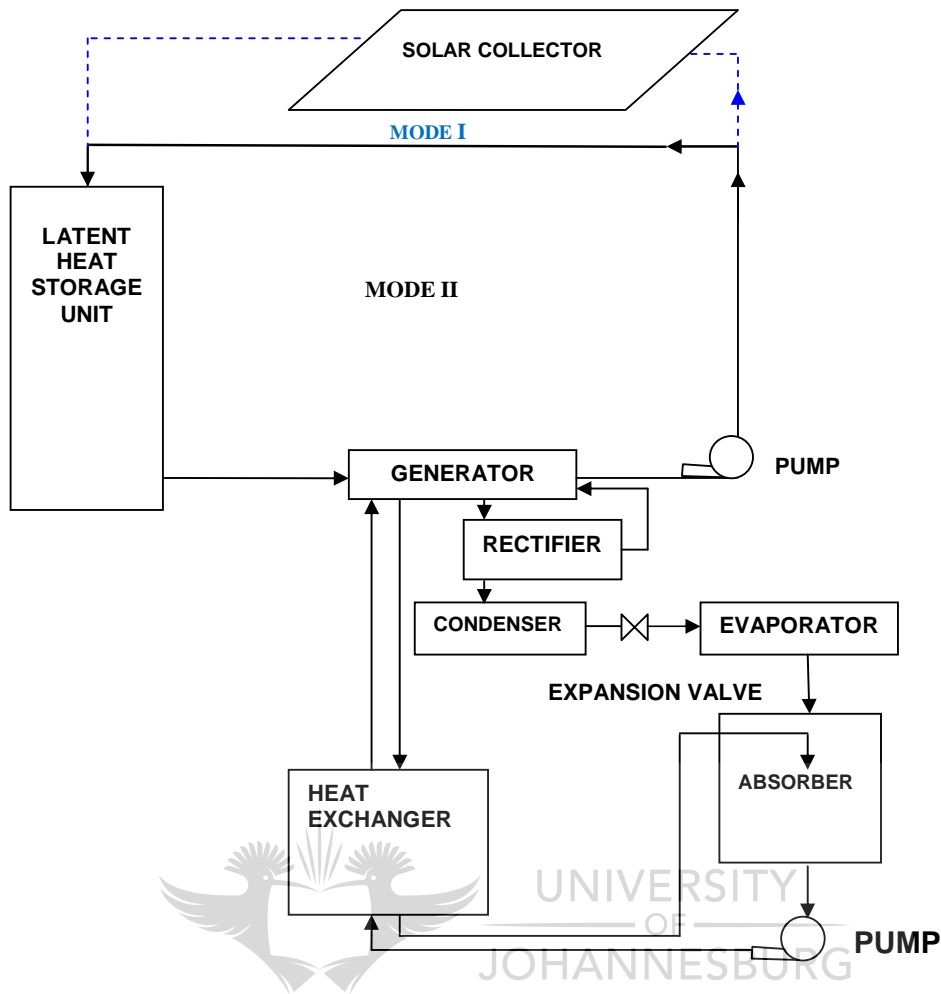 SOLAR COLLECTOR
MODE I
LATENT
HEAT
STORAGE
UNIT
MODE II
GENERATOR
PUMP
RECTIFIER
CONDENSER
EVAPORATOR
EXPANSION VALVE
HEAT
EXCHANGER
ABSORBER
UNIVERSITY
OF
JOHANNESBURG
PUMP